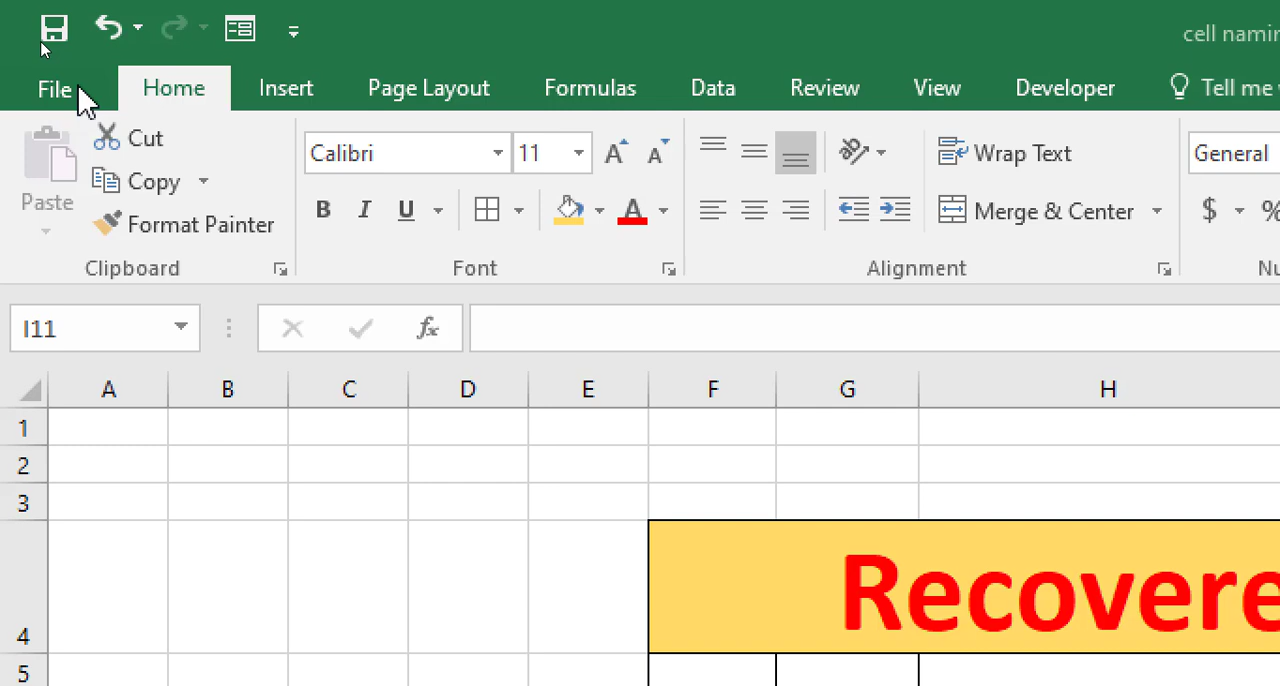 cell namin
File Home Insert Page Layout Formulas Data Review View Developer Tell me
Cut
Calibri 11 Wrap Text General
Copy
Paste
B I U A Merge & Center $ %
Format Painter
Clipboard Font Alignment Nu
I11 fx
A B C D E F G H
1
2
3
Recovere
4
5